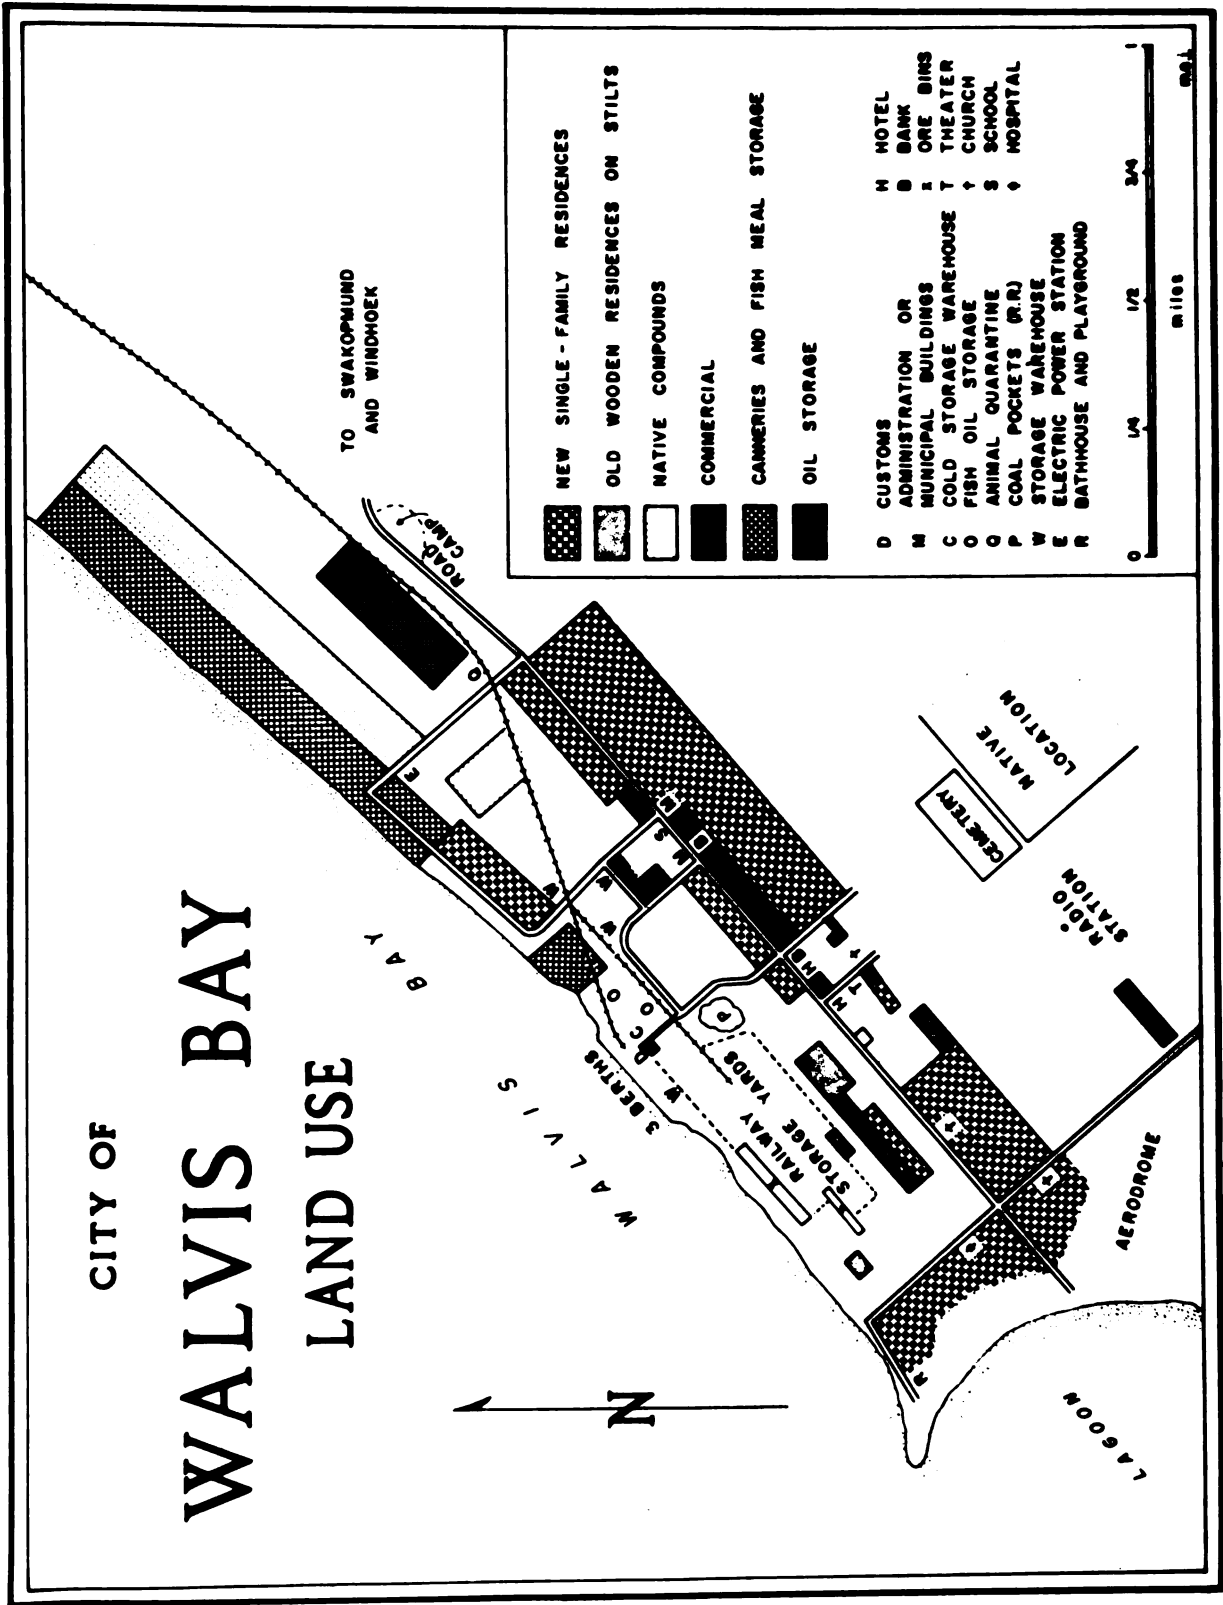 CITY OF
WALVIS BAY
LAND USE
TO SWAKOPMUND
AND WINDHOEK
ROAD
CAMP
WALVIS BAY
3 BERTHS
RAILWAY
STORAGE YARDS
NATIVE
LOCATION
CEMETERY
RADIO
STATION
AERODROME
LAGOON
N
Q
E
W
W
W
O
O
C
D
W
P
S
M
M
B
H B
H
T
R
NEW SINGLE-FAMILY RESIDENCES
OLD WOODEN RESIDENCES ON STILTS
NATIVE COMPOUNDS
COMMERCIAL
CANNERIES AND FISH MEAL STORAGE
OIL STORAGE
D CUSTOMS
M ADMINISTRATION OR
MUNICIPAL BUILDINGS
C COLD STORAGE WAREHOUSE
O FISH OIL STORAGE
Q ANIMAL QUARANTINE
P COAL POCKETS (R.R)
W STORAGE WAREHOUSE
E ELECTRIC POWER STATION
R BATHHOUSE AND PLAYGROUND
H HOTEL
B BANK
x ORE BINS
T THEATER
† CHURCH
S SCHOOL
HOSPITAL
0 1/4 1/2 3/4 1
miles